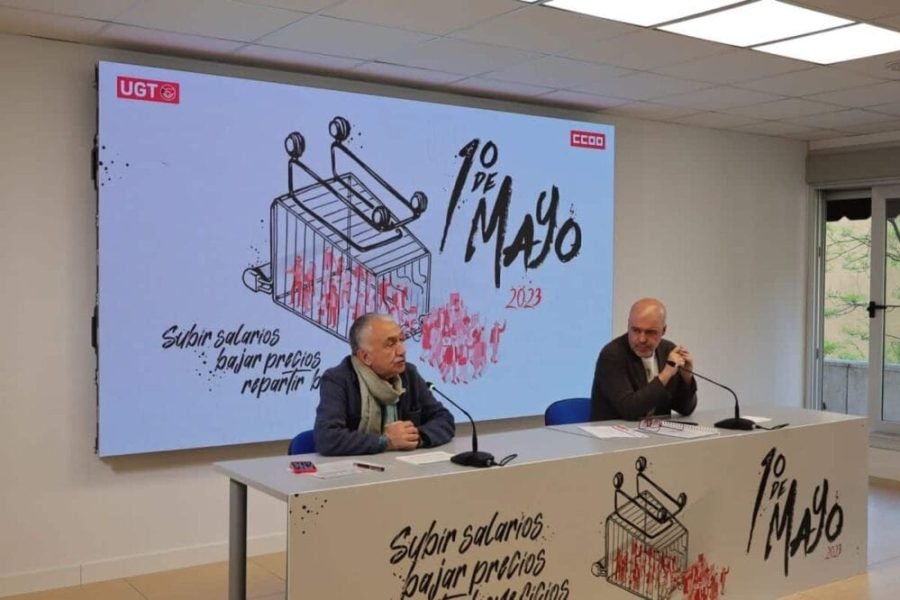 UGT
CCOO
1º
DE
MAYO
2023
Subir salarios
bajar precios
repartir
1º
DE
MAYO
2023
Subir salarios
bajar precios